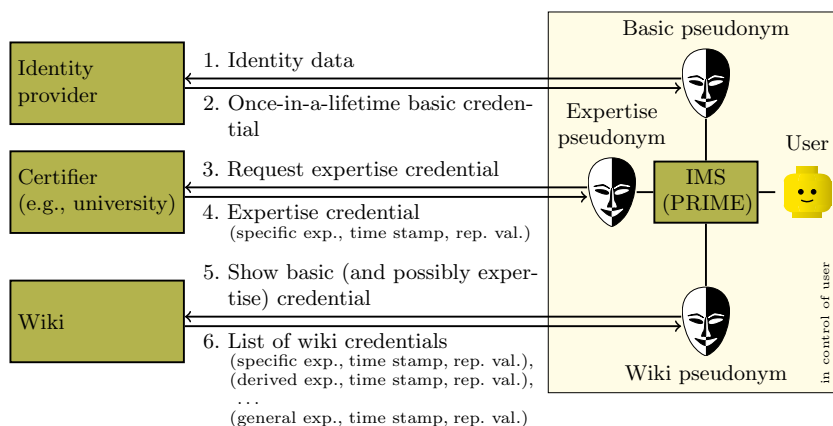 Identity
provider
1. Identity data
2. Once-in-a-lifetime basic creden-
tial
Basic pseudonym
Expertise
pseudonym
User
Certifier
(e.g., university)
3. Request expertise credential
4. Expertise credential
(specific exp., time stamp, rep. val.)
IMS
(PRIME)
Wiki
5. Show basic (and possibly exper-
tise) credential
6. List of wiki credentials
(specific exp., time stamp, rep. val.),
(derived exp., time stamp, rep. val.),
...
(general exp., time stamp, rep. val.)
Wiki pseudonym
in control of user